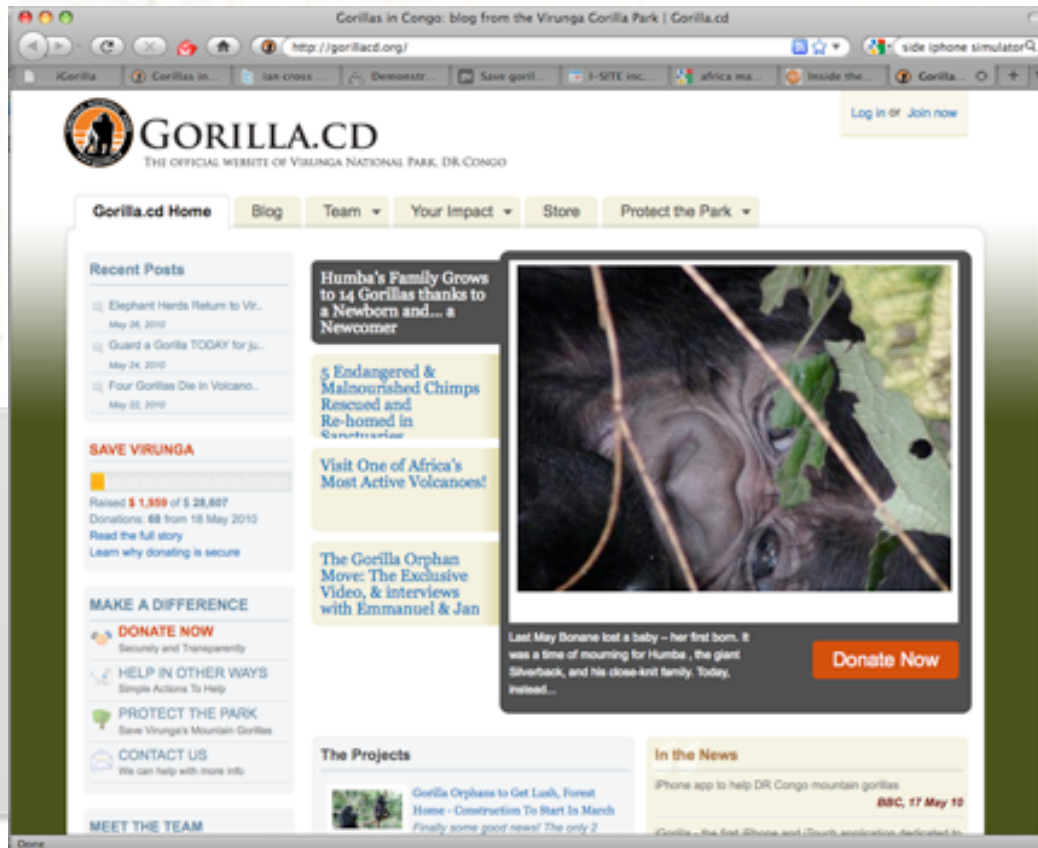 Gorillas in Congo: blog from the Virunga Gorilla Park | Gorilla.cd
http://gorillacd.org/
side iphone simulator
iGorilla
Gorillas in...
ian cross ...
Demonstr...
Save goril...
I-SITE inc...
africa ma...
Inside the...
Gorilla...
Log in or Join now
GORILLA.CD
THE OFFICIAL WEBSITE OF VIRUNGA NATIONAL PARK, DR CONGO
Gorilla.cd Home
Blog
Team
Your Impact
Store
Protect the Park
Recent Posts
Elephant Herds Return to Vir..
May 26, 2010
Guard a Gorilla TODAY for ju..
May 24, 2010
Four Gorillas Die in Volcano..
May 22, 2010
SAVE VIRUNGA
Raised $ 1,959 of $ 28,607
Donations: 68 from 18 May 2010
Read the full story
Learn why donating is secure
MAKE A DIFFERENCE
DONATE NOW
Securely and Transparently
HELP IN OTHER WAYS
Simple Actions To Help
PROTECT THE PARK
Save Virunga's Mountain Gorillas
CONTACT US
We can help with more info
MEET THE TEAM
Humba's Family Grows
to 14 Gorillas thanks to
a Newborn and... a
Newcomer
5 Endangered &
Malnourished Chimps
Rescued and
Re-homed in
Sanctuaries
Visit One of Africa's
Most Active Volcanoes!
The Gorilla Orphan
Move: The Exclusive
Video, & interviews
with Emmanuel & Jan
Last May Bonane lost a baby – her first born. It
was a time of mourning for Humba , the giant
Silverback, and his close-knit family. Today,
instead...
Donate Now
The Projects
Gorilla Orphans to Get Lush, Forest
Home - Construction To Start In March
Finally some good news! The only 2
In the News
iPhone app to help DR Congo mountain gorillas
BBC, 17 May 10
iGorilla - the first iPhone and iTouch application dedicated to
Done